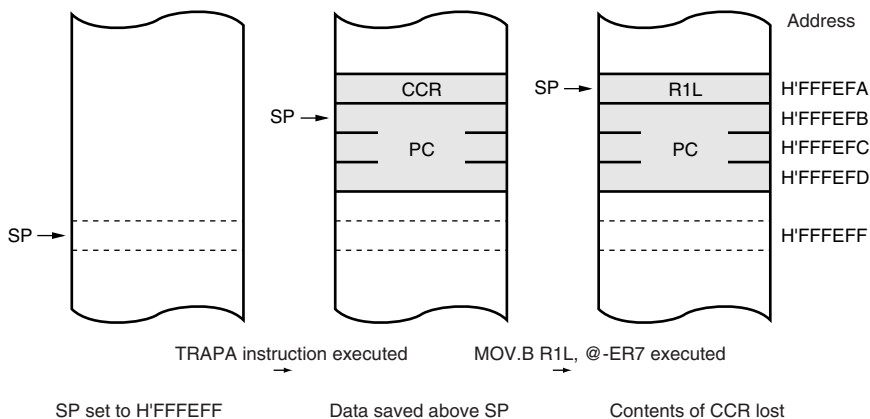 Address
CCR
SP
R1L
H'FFFEFA
SP
H'FFFEFB
PC
PC
H'FFFEFC
H'FFFEFD
SP
H'FFFEFF
TRAPA instruction executed
MOV.B R1L, @-ER7 executed
SP set to H'FFFEFF
Data saved above SP
Contents of CCR lost